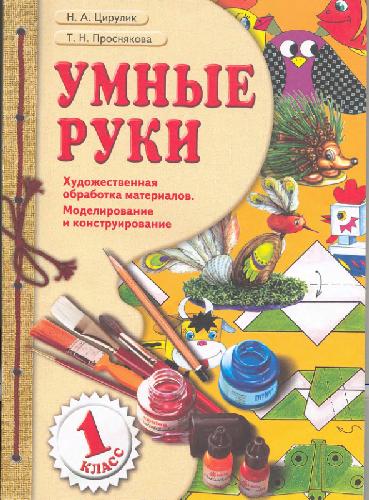 Н. А. Цирулик
Т. Н. Проснякова
УМНЫЕ
РУКИ
Художественная
обработка материалов.
Моделирование
и конструирование
1
КЛАСС